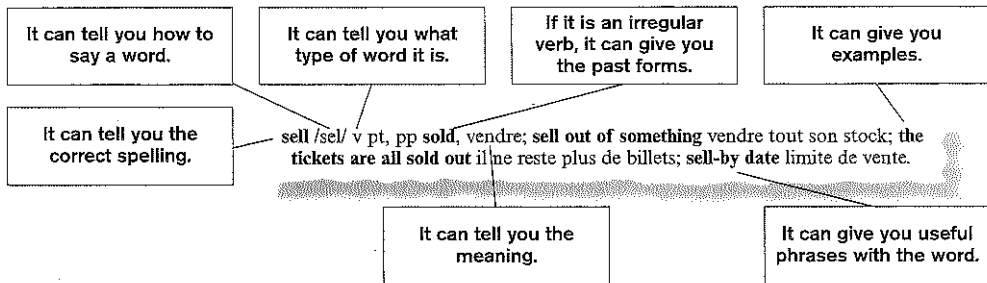 It can tell you how to
say a word.
It can tell you what
type of word it is.
If it is an irregular
verb, it can give you
the past forms.
It can give you
examples.
It can tell you the
correct spelling.
sell /sel/ v pt, pp sold, vendre; sell out of something vendre tout son stock; the
tickets are all sold out il ne reste plus de billets; sell-by date limite de vente.
It can tell you the
meaning.
It can give you useful
phrases with the word.